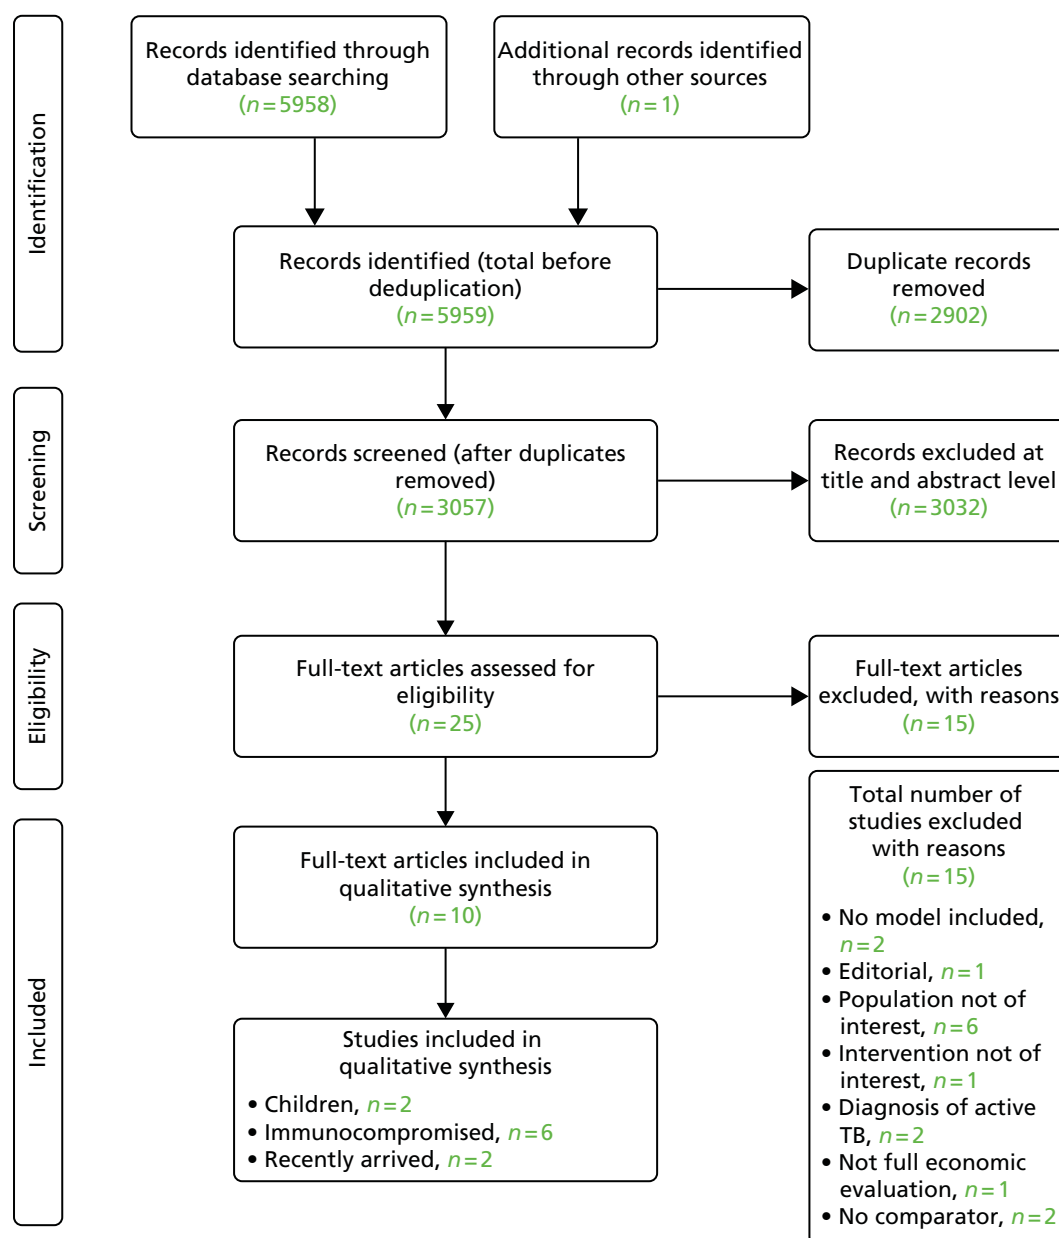 Identification
Records identified through
database searching
(n=5958)
Additional records identified
through other sources
(n=1)
Records identified (total before
deduplication)
(n=5959)
Duplicate records
removed
(n=2902)
Screening
Records screened (after duplicates
removed)
(n=3057)
Records excluded at
title and abstract level
(n=3032)
Eligibility
Full-text articles assessed for
eligibility
(n=25)
Full-text articles
excluded, with reasons
(n=15)
Total number of
studies excluded
with reasons
(n=15)
• No model included,
n=2
• Editorial, n=1
• Population not of
interest, n=6
• Intervention not of
interest, n=1
• Diagnosis of active
TB, n=2
• Not full economic
evaluation, n=1
• No comparator, n=2
Included
Full-text articles included in
qualitative synthesis
(n=10)
Studies included in
qualitative synthesis
• Children, n=2
• Immunocompromised, n=6
• Recently arrived, n=2